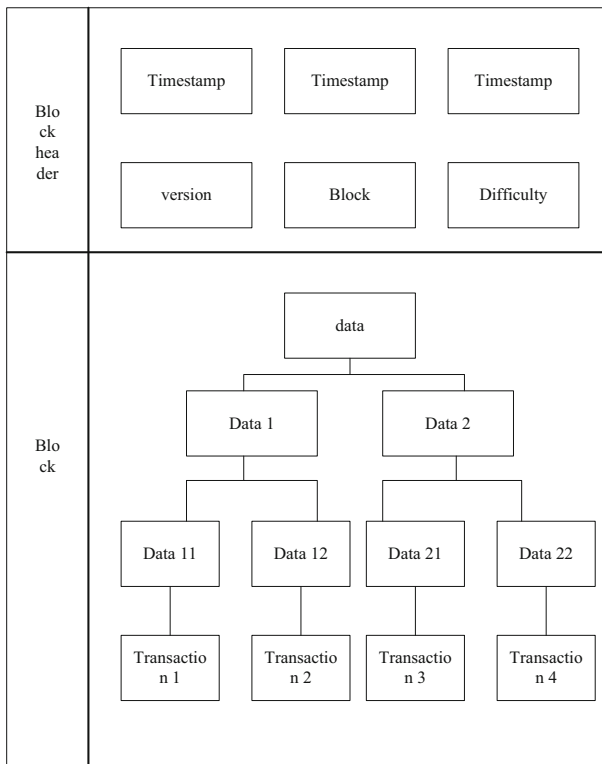 Blo
ck
hea
der
Timestamp
Timestamp
Timestamp
version
Block
Difficulty
Blo
ck
data
Data 1
Data 2
Data 11
Data 12
Data 21
Data 22
Transactio
n 1
Transactio
n 2
Transactio
n 3
Transactio
n 4